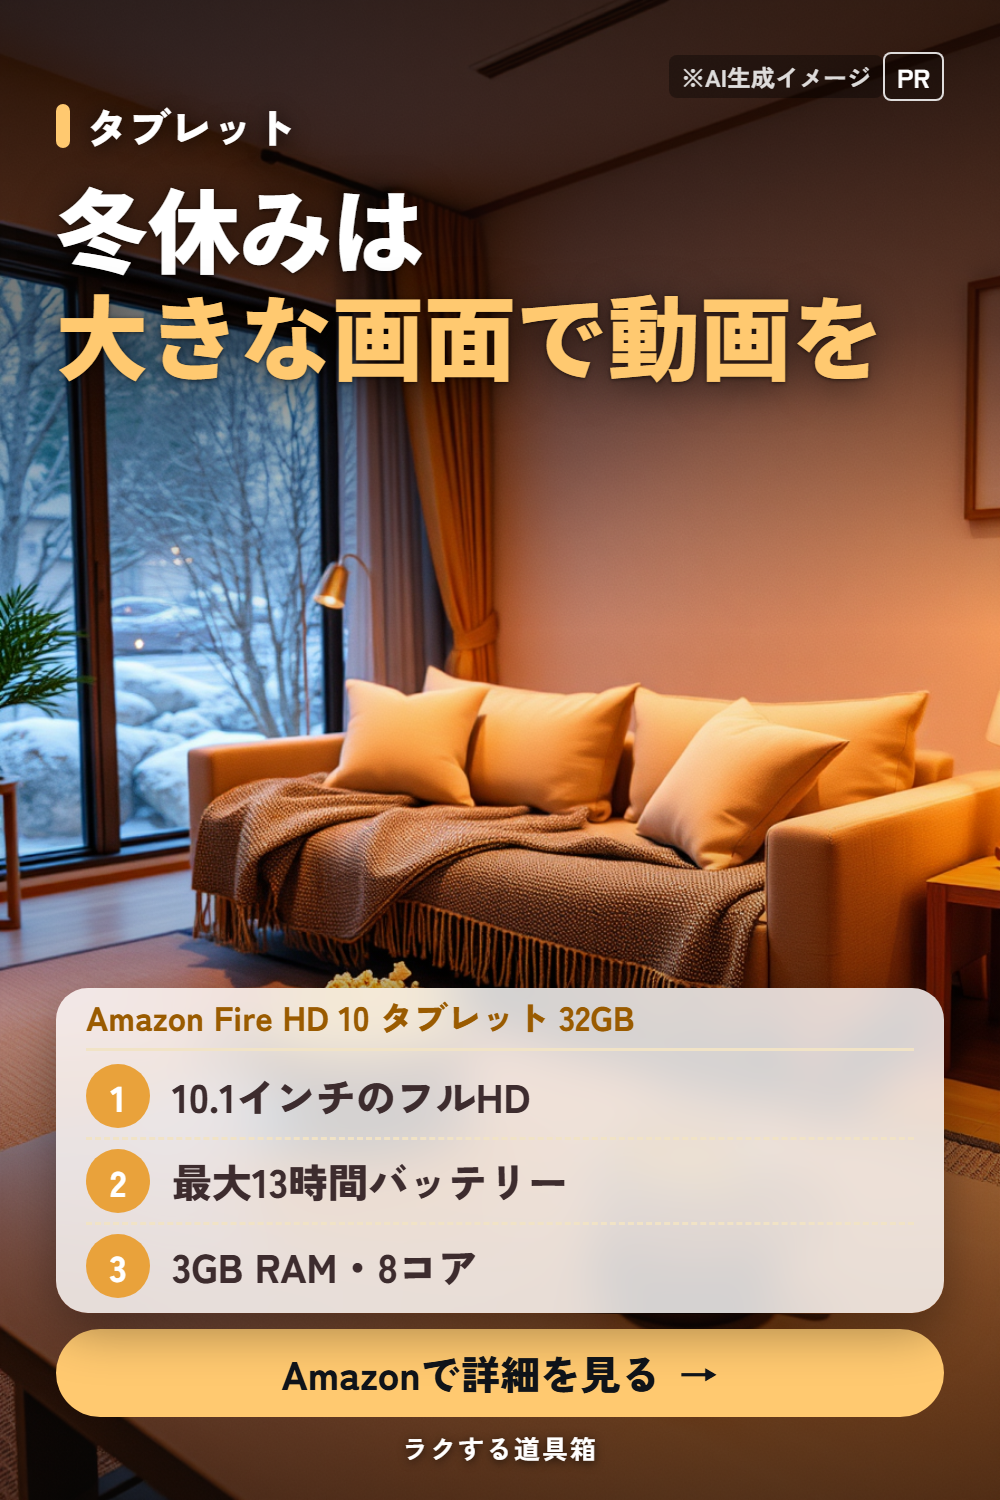 ※AI生成イメージ PR
タブレット
冬休みは
大きな画面で動画を
Amazon Fire HD 10 タブレット 32GB
1 10.1インチのフルHD
2 最大13時間バッテリー
3 3GB RAM・8コア
Amazonで詳細を見る →
ラクする道具箱